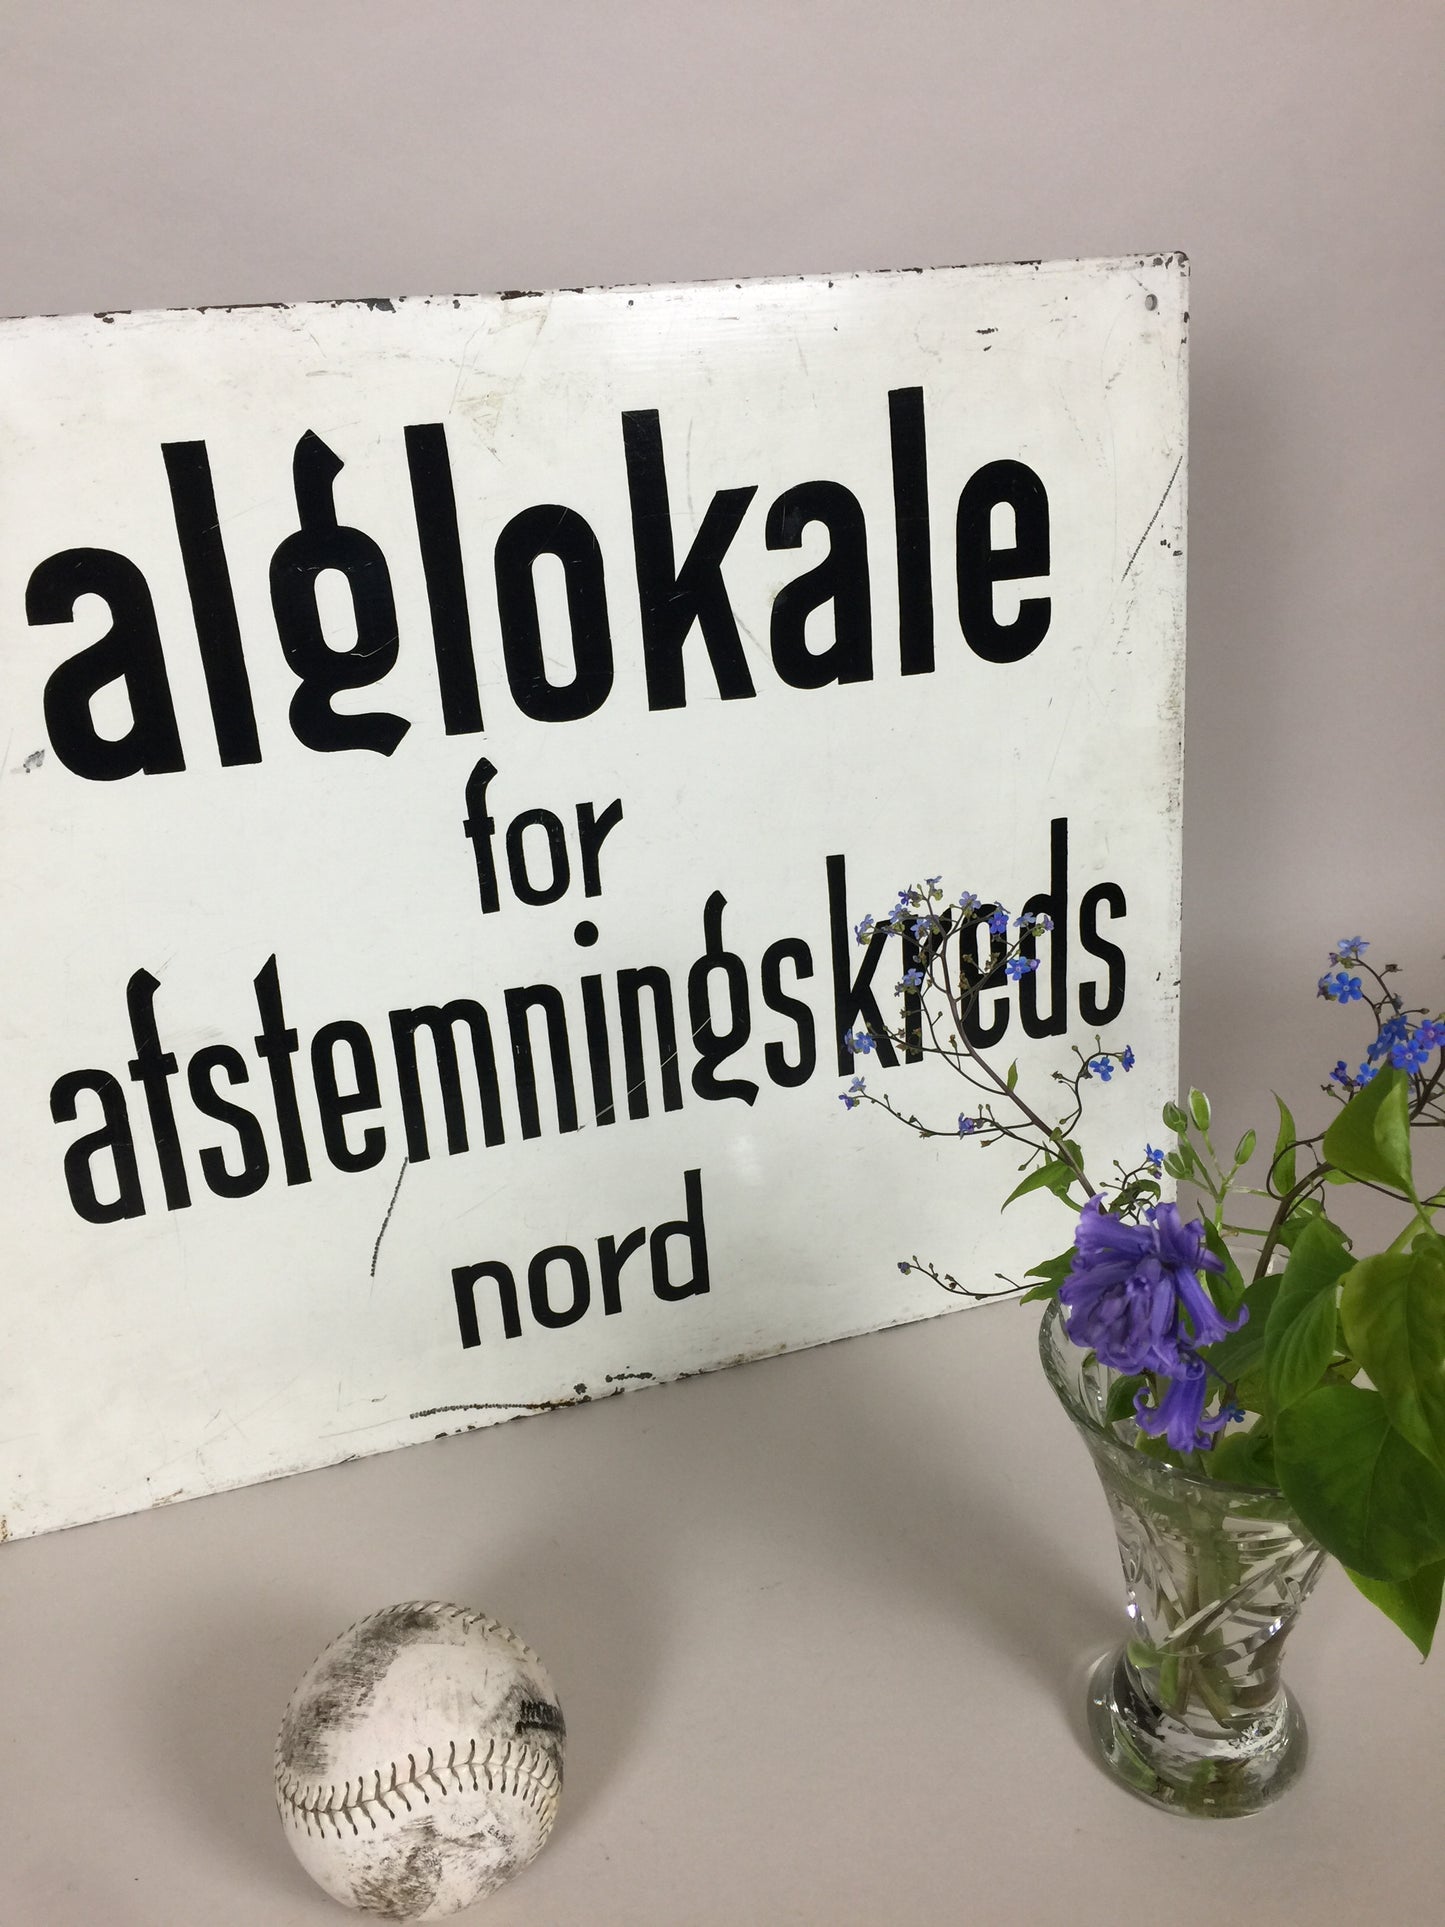 alglokale
for
afstemningskreds
nord